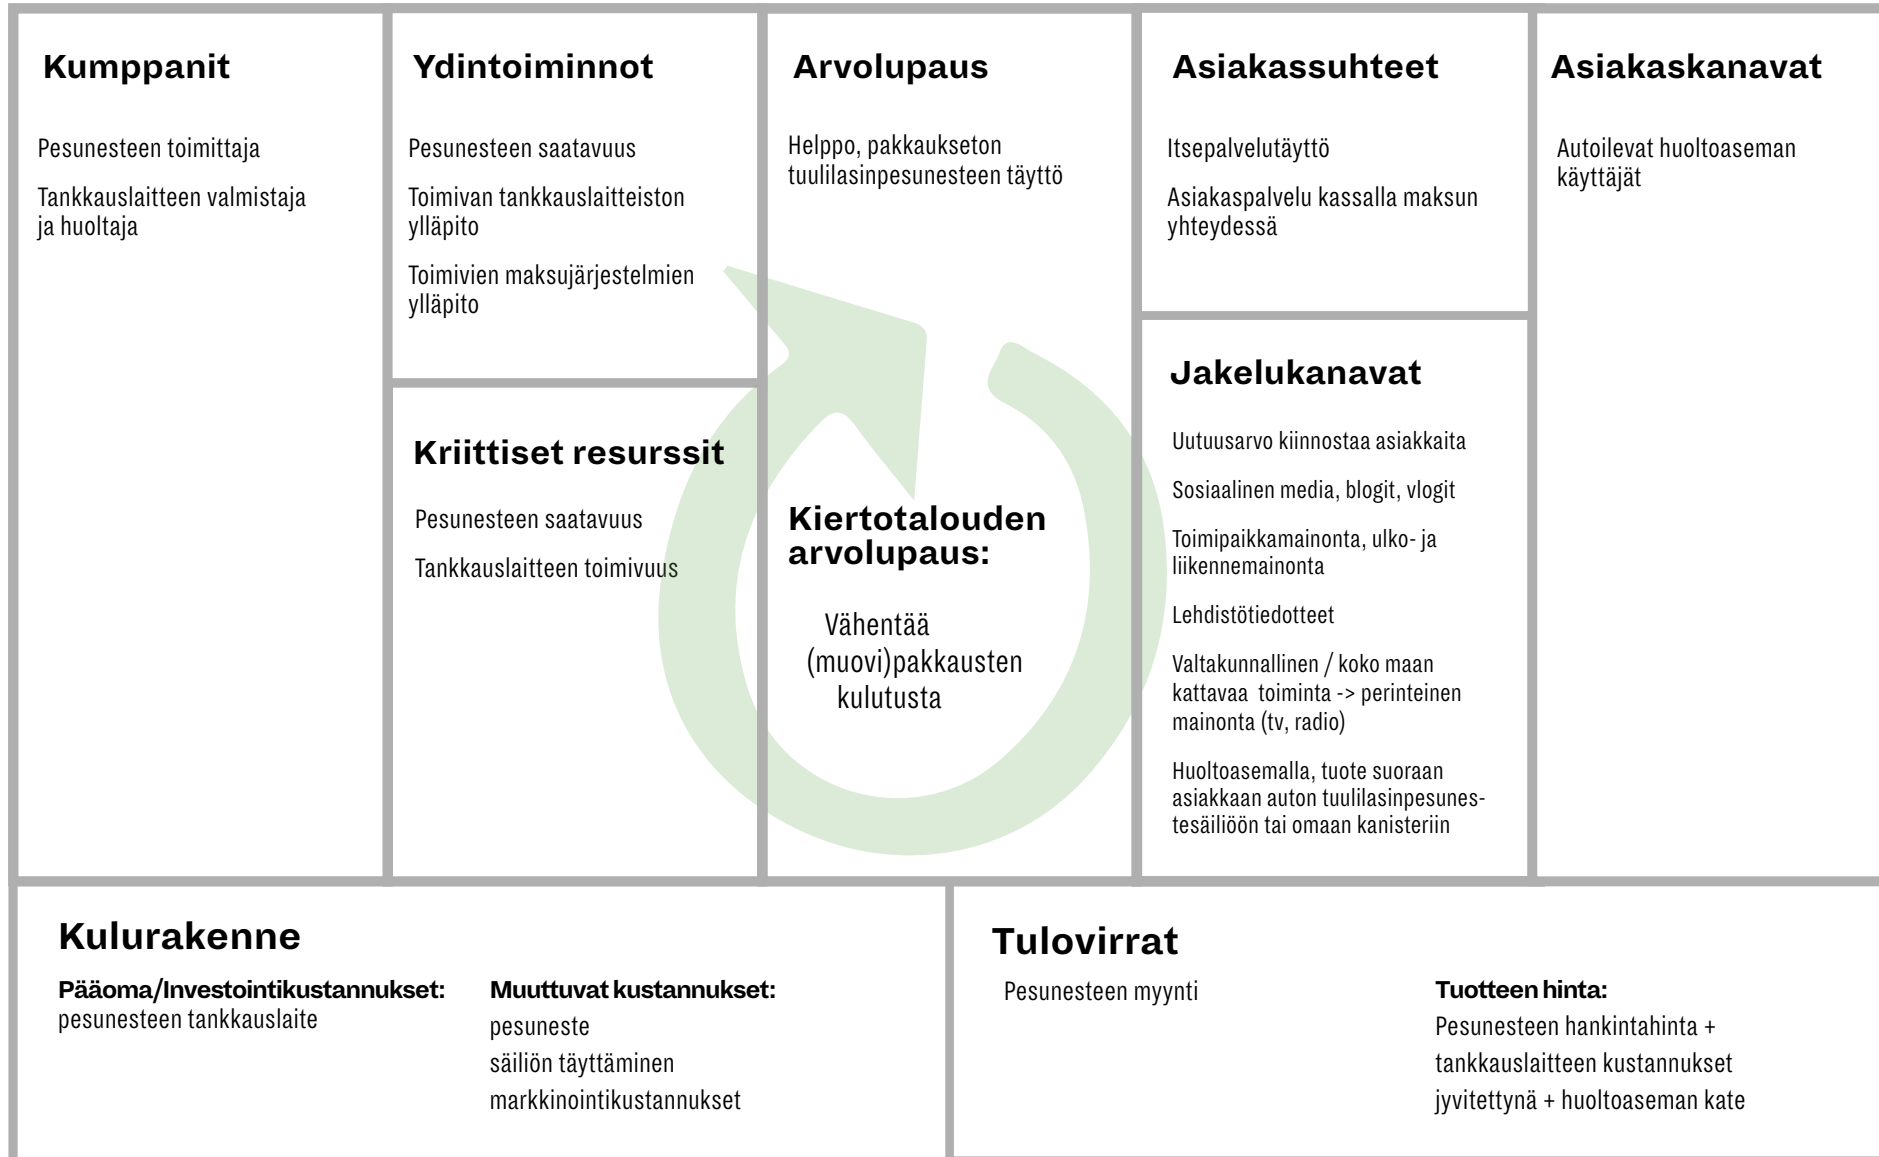 Kumppanit
Pesunesteen toimittaja
Tankkauslaitteen valmistaja
ja huoltaja
Ydintoiminnot
Pesunesteen saatavuus
Toimivan tankkauslaitteiston
ylläpito
Toimivien maksujärjestelmien
ylläpito
Kriittiset resurssit
Pesunesteen saatavuus
Tankkauslaitteen toimivuus
Arvolupaus
Helppo, pakkaukseton
tuulilasinpesunesteen täyttö
Kiertotalouden
arvolupaus:
Vähentää
(muovi)pakkausten
kulutusta
Asiakassuhteet
Itsepalvelutäyttö
Asiakaspalvelu kassalla maksun
yhteydessä
Jakelukanavat
Uutuusarvo kiinnostaa asiakkaita
Sosiaalinen media, blogit, vlogit
Toimipaikkamainonta, ulko- ja
liikennemainonta
Lehdistötiedotteet
Valtakunnallinen / koko maan
kattavaa toiminta -> perinteinen
mainonta (tv, radio)
Huoltoasemalla, tuote suoraan
asiakkaan auton tuulilasinpesunes-
tesäiliöön tai omaan kanisteriin
Asiakaskanavat
Autoilevat huoltoaseman
käyttäjät
Kulurakenne
Pääoma/Investointikustannukset:
pesunesteen tankkauslaite
Muuttuvat kustannukset:
pesuneste
säiliön täyttäminen
markkinointikustannukset
Tulovirrat
Pesunesteen myynti
Tuotteen hinta:
Pesunesteen hankintahinta +
tankkauslaitteen kustannukset
jyvitettynä + huoltoaseman kate